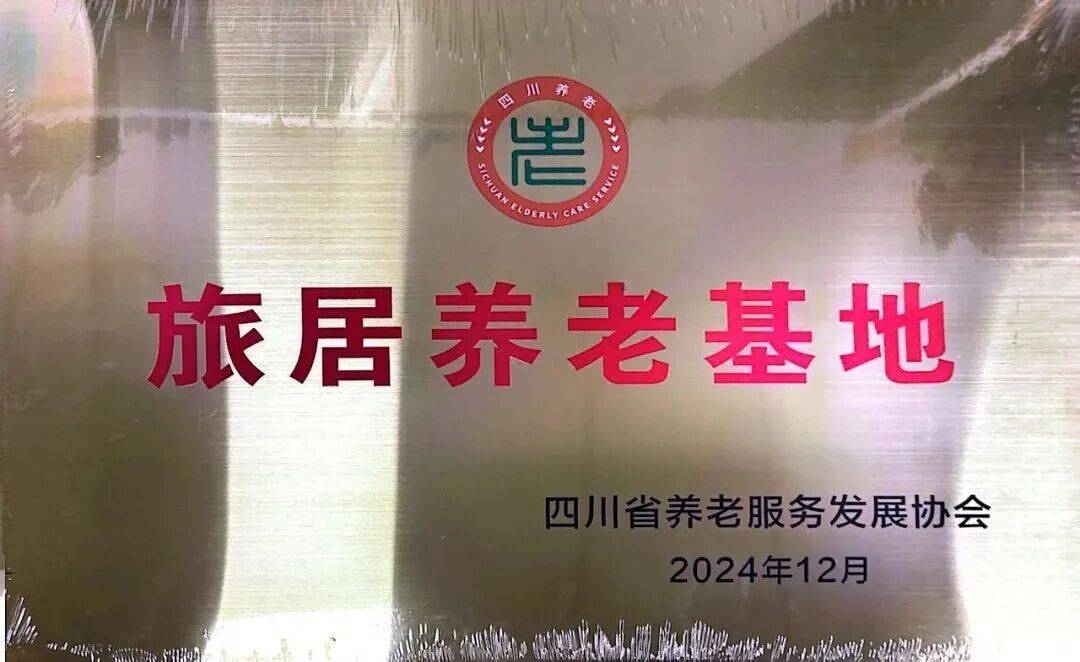 四川养老
老
SICHUAN ELDERLY CARE SERVICE
旅居养老基地
四川省养老服务发展协会
2024年12月